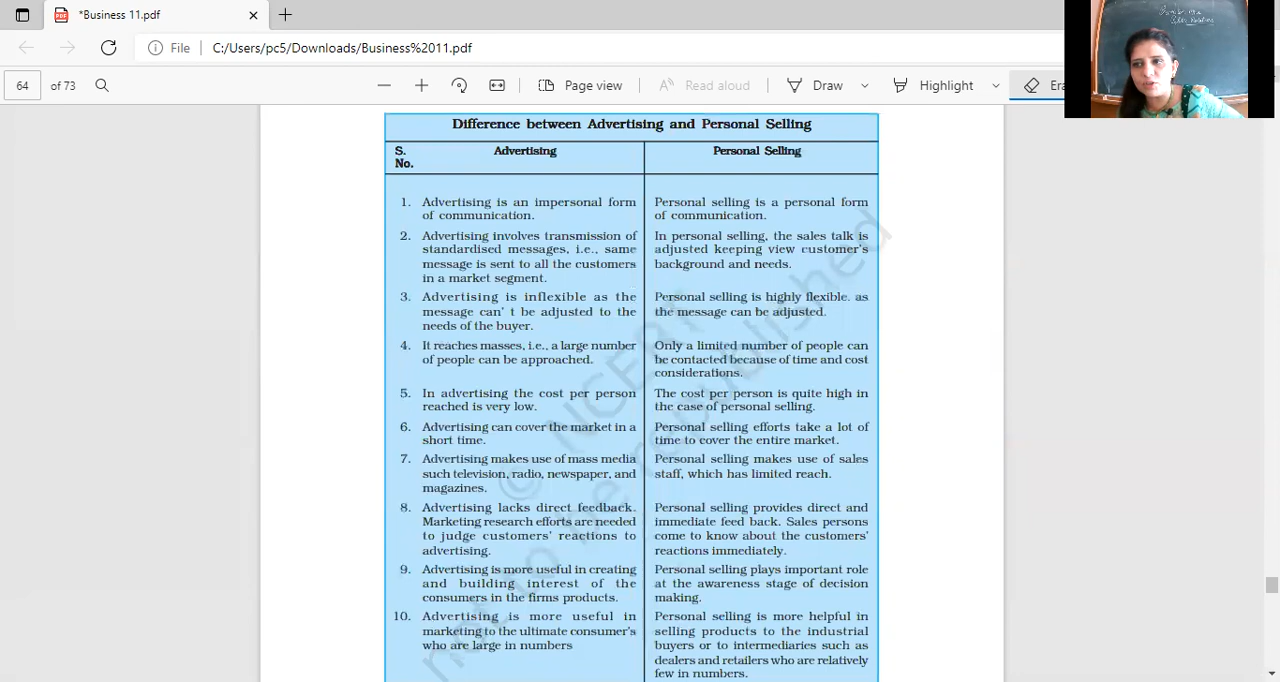 *Business 11.pdf
File
C:/Users/pc5/Downloads/Business%2011.pdf
64
of 73
Page view
Read aloud
Draw
Highlight
Era
Difference between Advertising and Personal Selling
S. No.
Advertising
Personal Selling
1. Advertising is an impersonal form
of communication.
Personal selling is a personal form
of communication.
2. Advertising involves transmission of
standardised messages, i.e., same
message is sent to all the customers
in a market segment.
In personal selling, the sales talk is
adjusted keeping view customer's
background and needs.
3. Advertising is inflexible as the
message can' t be adjusted to the
needs of the buyer.
Personal selling is highly flexible. as
the message can be adjusted.
4. It reaches masses, i.e., a large number
of people can be approached.
Only a limited number of people can
be contacted because of time and cost
considerations.
5. In advertising the cost per person
reached is very low.
The cost per person is quite high in
the case of personal selling.
6. Advertising can cover the market in a
short time.
Personal selling efforts take a lot of
time to cover the entire market.
7. Advertising makes use of mass media
such television, radio, newspaper, and
magazines.
Personal selling makes use of sales
staff, which has limited reach.
8. Advertising lacks direct feedback.
Marketing research efforts are needed
to judge customers' reactions to
advertising.
Personal selling provides direct and
immediate feed back. Sales persons
come to know about the customers'
reactions immediately.
9. Advertising is more useful in creating
and building interest of the
consumers in the firms products.
Personal selling plays important role
at the awareness stage of decision
making.
10. Advertising is more useful in
marketing to the ultimate consumer's
who are large in numbers
Personal selling is more helpful in
selling products to the industrial
buyers or to intermediaries such as
dealers and retailers who are relatively
few in numbers.
© NCERT
not to be republished